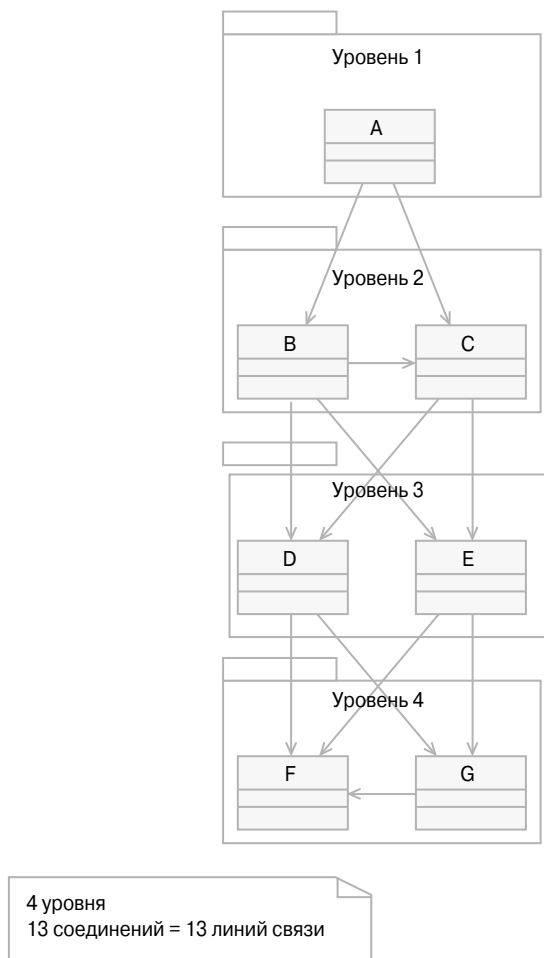 Уровень 1
A
Уровень 2
B
C
Уровень 3
D
E
Уровень 4
F
G
4 уровня
13 соединений = 13 линий связи